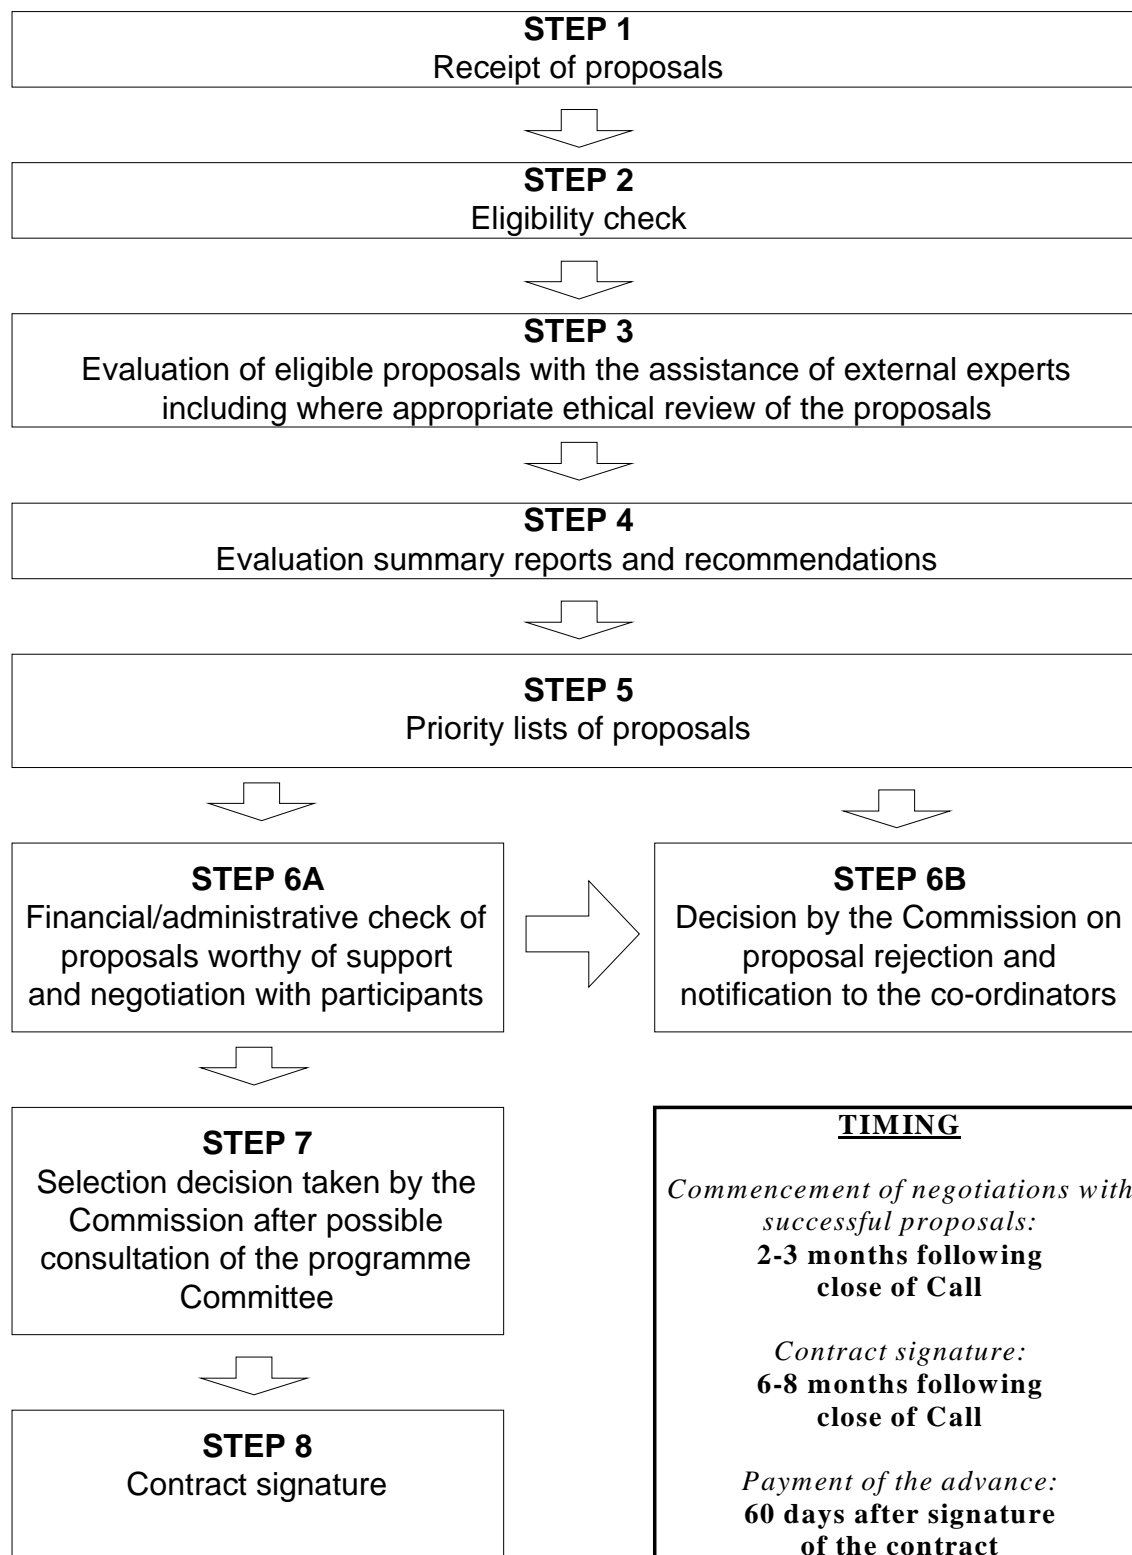 STEP 1
Receipt of proposals
STEP 2
Eligibility check
STEP 3
Evaluation of eligible proposals with the assistance of external experts
including where appropriate ethical review of the proposals
STEP 4
Evaluation summary reports and recommendations
STEP 5
Priority lists of proposals
STEP 6A
Financial/administrative check of
proposals worthy of support
and negotiation with participants
STEP 6B
Decision by the Commission on
proposal rejection and
notification to the co-ordinators
STEP 7
Selection decision taken by the
Commission after possible
consultation of the programme
Committee
STEP 8
Contract signature
TIMING
Commencement of negotiations with
successful proposals:
2-3 months following
close of Call
Contract signature:
6-8 months following
close of Call
Payment of the advance:
60 days after signature
of the contract